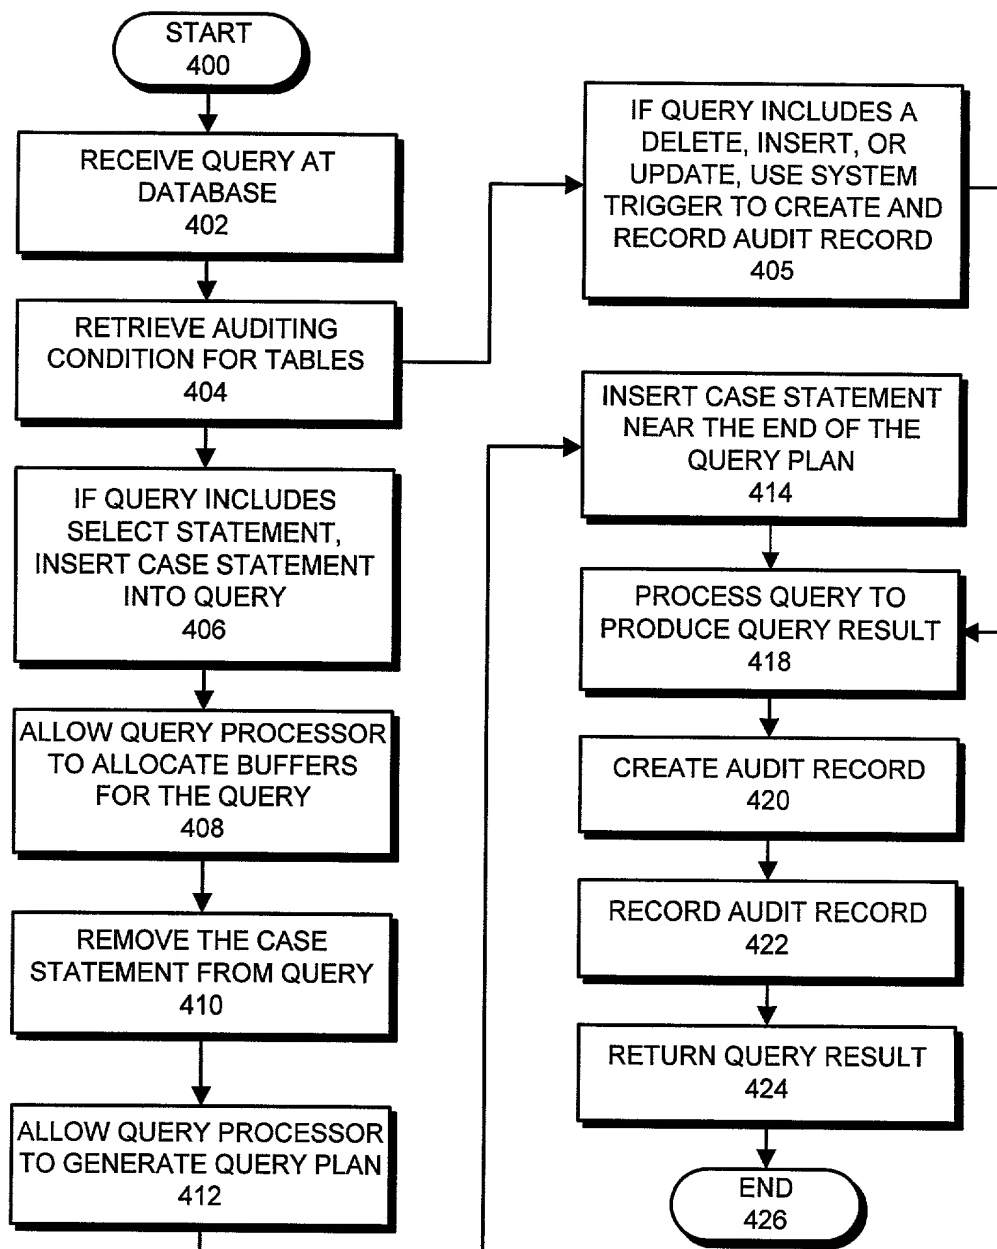 START
400
RECEIVE QUERY AT
DATABASE
402
RETRIEVE AUDITING
CONDITION FOR TABLES
404
IF QUERY INCLUDES A
DELETE, INSERT, OR
UPDATE, USE SYSTEM
TRIGGER TO CREATE AND
RECORD AUDIT RECORD
405
IF QUERY INCLUDES
SELECT STATEMENT,
INSERT CASE STATEMENT
INTO QUERY
406
ALLOW QUERY PROCESSOR
TO ALLOCATE BUFFERS
FOR THE QUERY
408
REMOVE THE CASE
STATEMENT FROM QUERY
410
ALLOW QUERY PROCESSOR
TO GENERATE QUERY PLAN
412
INSERT CASE STATEMENT
NEAR THE END OF THE
QUERY PLAN
414
PROCESS QUERY TO
PRODUCE QUERY RESULT
418
CREATE AUDIT RECORD
420
RECORD AUDIT RECORD
422
RETURN QUERY RESULT
424
END
426